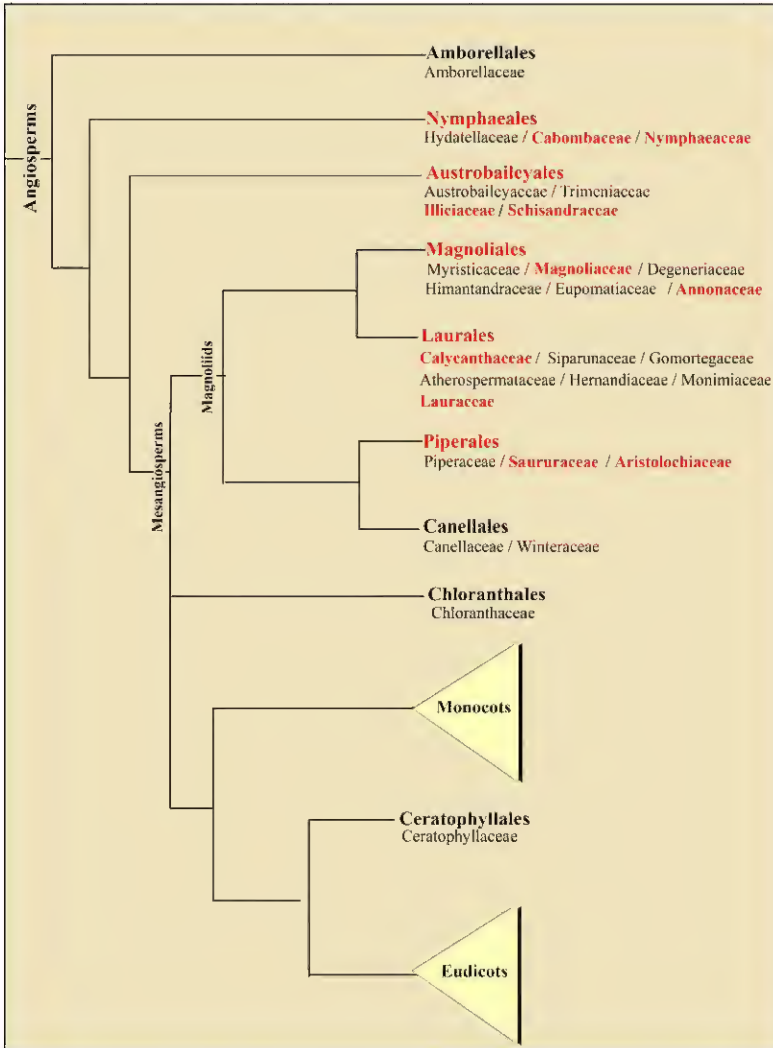 Angiosperms
Amborellales
Amborellaceae
Nymphaeales
Hydatellaceae / Cabombaceae / Nymphaeaceae
Austrobaileyales
Austrobaileyaceae / Trimeniaceae
Illiciaceae / Schisandraceae
Mesangiosperms
Magnoliids
Magnoliales
Myristicaceae / Magnoliaceae / Degeneriaceae
Himantandraceae / Eupomatiaceae / Annonaceae
Laurales
Calycanthaceae / Siparunaceae / Gomortegaceae
Atherospermataceae / Hernandiaceae / Monimiaceae
Lauraceae
Piperales
Piperaceae / Saururaceae / Aristolochiaceae
Canellales
Canellaceae / Winteraceae
Chloranthales
Chloranthaceae
Monocots
Ceratophyllales
Ceratophyllaceae
Eudicots